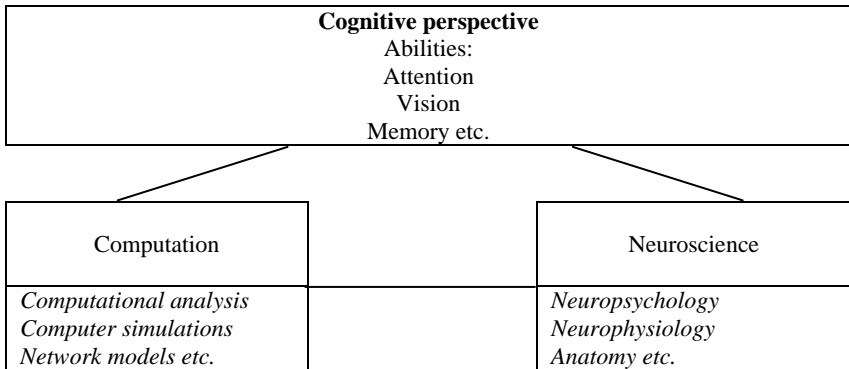 Cognitive perspective
Abilities:
Attention
Vision
Memory etc.
Computation
Computational analysis
Computer simulations
Network models etc.
Neuroscience
Neuropsychology
Neurophysiology
Anatomy etc.